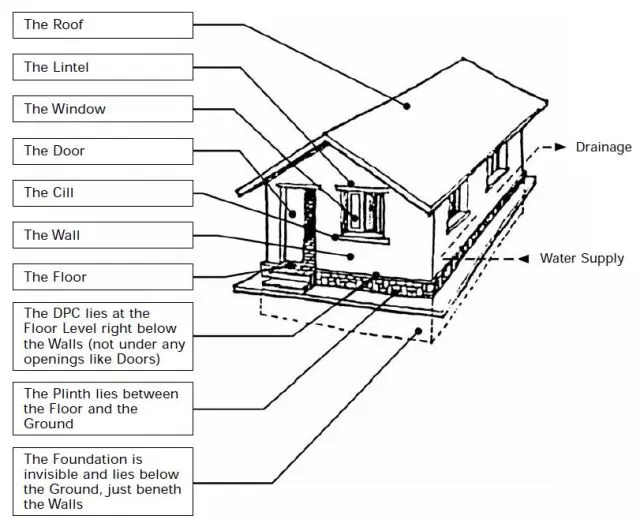 The Roof
The Lintel
The Window
The Door
The Cill
The Wall
The Floor
The DPC lies at the
Floor Level right below
the Walls (not under any
openings like Doors)
The Plinth lies between
the Floor and the
Ground
The Foundation is
invisible and lies below
the Ground, just beneth
the Walls
Drainage
Water Supply